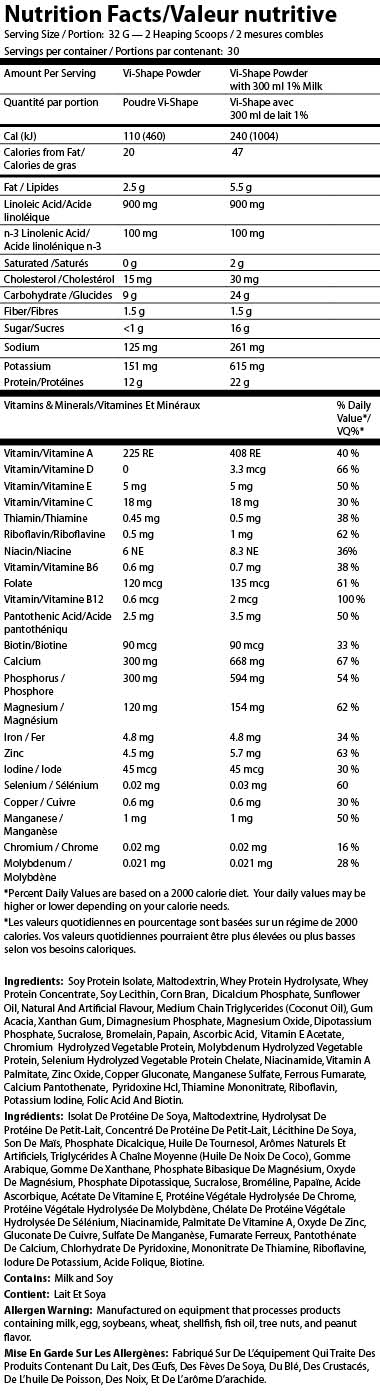 Nutrition Facts/Valeur nutritive
Serving Size / Portion: 32 G — 2 Heaping Scoops / 2 mesures combles
Servings per container / Portions par contenant: 30
Amount Per Serving Vi-Shape Powder Vi-Shape Powder
with 300 ml 1% Milk
Quantité par portion Poudre Vi-Shape Vi-Shape avec
300 ml de lait 1%
Cal (kJ) 110 (460) 240 (1004)
Calories from Fat/ 20 47
Calories de gras
Fat / Lipides 2.5 g 5.5 g
Linoleic Acid/Acide 900 mg 900 mg
linoléique
n-3 Linolenic Acid/ 100 mg 100 mg
Acide linolénique n-3
Saturated /Saturés 0 g 2 g
Cholesterol /Cholestérol 15 mg 30 mg
Carbohydrate /Glucides 9 g 24 g
Fiber/Fibres 1.5 g 1.5 g
Sugar/Sucres <1 g 16 g
Sodium 125 mg 261 mg
Potassium 151 mg 615 mg
Protein/Protéines 12 g 22 g
Vitamins & Minerals/Vitamines Et Minéraux % Daily
Value*/
VQ%*
Vitamin/Vitamine A 225 RE 408 RE 40 %
Vitamin/Vitamine D 0 3.3 mcg 66 %
Vitamin/Vitamine E 5 mg 5 mg 50 %
Vitamin/Vitamine C 18 mg 18 mg 30 %
Thiamin/Thiamine 0.45 mg 0.5 mg 38 %
Riboflavin/Riboflavine 0.5 mg 1 mg 62 %
Niacin/Niacine 6 NE 8.3 NE 36%
Vitamin/Vitamine B6 0.6 mg 0.7 mg 38 %
Folate 120 mcg 135 mcg 61 %
Vitamin/Vitamine B12 0.6 mcg 2 mcg 100 %
Pantothenic Acid/Acide 2.5 mg 3.5 mg 50 %
pantothéniqu
Biotin/Biotine 90 mcg 90 mcg 33 %
Calcium 300 mg 668 mg 67 %
Phosphorus / 300 mg 594 mg 54 %
Phosphore
Magnesium / 120 mg 154 mg 62 %
Magnésium
Iron / Fer 4.8 mg 4.8 mg 34 %
Zinc 4.5 mg 5.7 mg 63 %
Iodine / Iode 45 mcg 45 mcg 30 %
Selenium / Sélénium 0.02 mg 0.03 mg 60
Copper / Cuivre 0.6 mg 0.6 mg 30 %
Manganese / 1 mg 1 mg 50 %
Manganèse
Chromium / Chrome 0.02 mg 0.02 mg 16 %
Molybdenum / 0.021 mg 0.021 mg 28 %
Molybdène
*Percent Daily Values are based on a 2000 calorie diet. Your daily values may be
higher or lower depending on your calorie needs.
*Les valeurs quotidiennes en pourcentage sont basées sur un régime de 2000
calories. Vos valeurs quotidiennes pourraient être plus élevées ou plus basses
selon vos besoins caloriques.
Ingredients: Soy Protein Isolate, Maltodextrin, Whey Protein Hydrolysate, Whey
Protein Concentrate, Soy Lecithin, Corn Bran, Dicalcium Phosphate, Sunflower
Oil, Natural And Artificial Flavour, Medium Chain Triglycerides (Coconut Oil), Gum
Acacia, Xanthan Gum, Dimagnesium Phosphate, Magnesium Oxide, Dipotassium
Phosphate, Sucralose, Bromelain, Papain, Ascorbic Acid, Vitamin E Acetate,
Chromium Hydrolyzed Vegetable Protein, Molybdenum Hydrolyzed Vegetable
Protein, Selenium Hydrolyzed Vegetable Protein Chelate, Niacinamide, Vitamin A
Palmitate, Zinc Oxide, Copper Gluconate, Manganese Sulfate, Ferrous Fumarate,
Calcium Pantothenate, Pyridoxine Hcl, Thiamine Mononitrate, Riboflavin,
Potassium Iodine, Folic Acid And Biotin.
Ingrédients: Isolat De Protéine De Soya, Maltodextrine, Hydrolysat De
Protéine De Petit-Lait, Concentré De Protéine De Petit-Lait, Lécithine De Soya,
Son De Maïs, Phosphate Dicalcique, Huile De Tournesol, Arômes Naturels Et
Artificiels, Triglycérides À Chaîne Moyenne (Huile De Noix De Coco), Gomme
Arabique, Gomme De Xanthane, Phosphate Bibasique De Magnésium, Oxyde
De Magnésium, Phosphate Dipotassique, Sucralose, Broméline, Papaïne, Acide
Ascorbique, Acétate De Vitamine E, Protéine Végétale Hydrolysée De Chrome,
Protéine Végétale Hydrolysée De Molybdène, Chélate De Protéine Végétale
Hydrolysée De Sélénium, Niacinamide, Palmitate De Vitamine A, Oxyde De Zinc,
Gluconate De Cuivre, Sulfate De Manganèse, Fumarate Ferreux, Pantothénate
De Calcium, Chlorhydrate De Pyridoxine, Mononitrate De Thiamine, Riboflavine,
Iodure De Potassium, Acide Folique, Biotine.
Contains: Milk and Soy
Contient: Lait Et Soya
Allergen Warning: Manufactured on equipment that processes products
containing milk, egg, soybeans, wheat, shellfish, fish oil, tree nuts, and peanut
flavor.
Mise En Garde Sur Les Allergènes: Fabriqué Sur De L'équipement Qui Traite Des
Produits Contenant Du Lait, Des Œufs, Des Fèves De Soya, Du Blé, Des Crustacés,
De L'huile De Poisson, Des Noix, Et De L'arôme D'arachide.